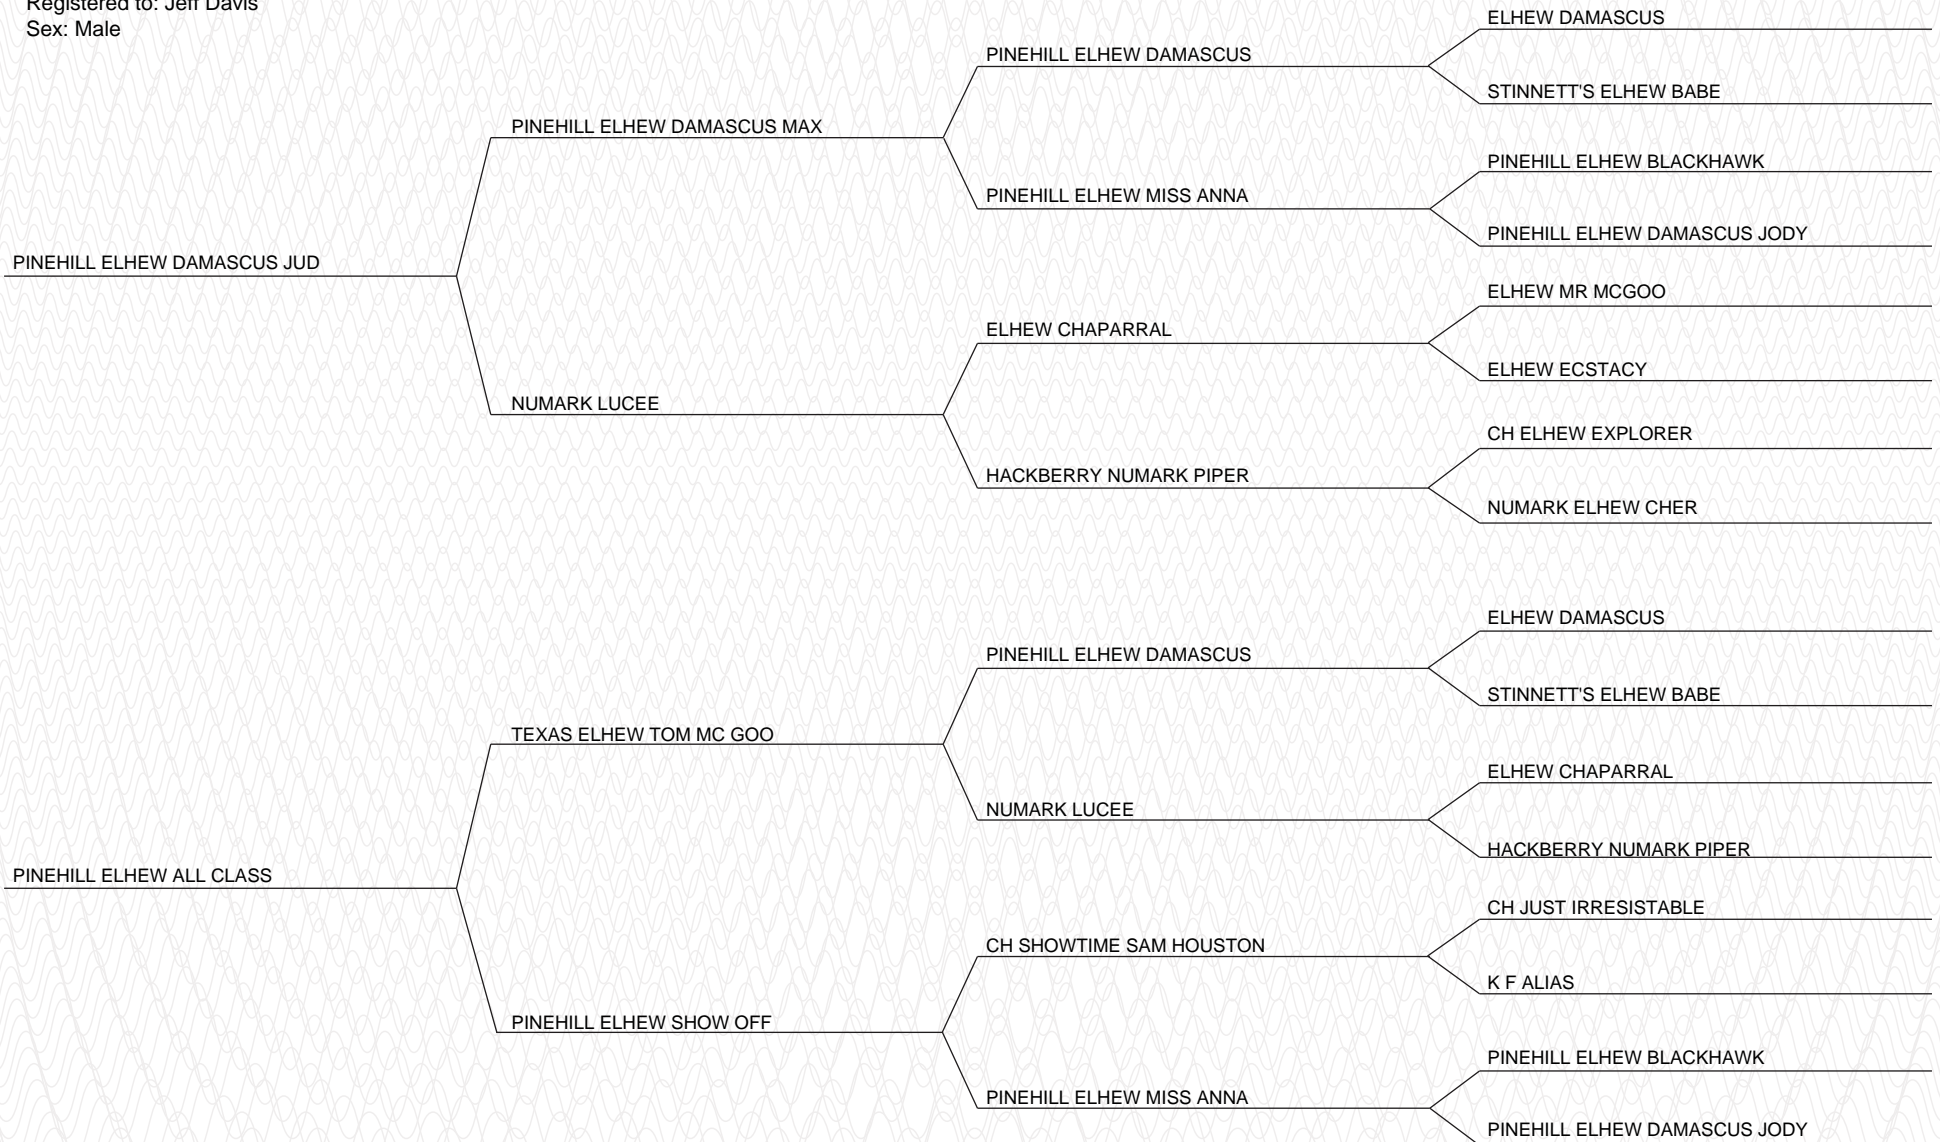 Registered to: Jeff Davis
Sex: Male
ELHEW DAMASCUS
PINEHILL ELHEW DAMASCUS
STINNETT'S ELHEW BABE
PINEHILL ELHEW DAMASCUS MAX
PINEHILL ELHEW BLACKHAWK
PINEHILL ELHEW MISS ANNA
PINEHILL ELHEW DAMASCUS JODY
PINEHILL ELHEW DAMASCUS JUD
ELHEW MR MCGOO
ELHEW CHAPARRAL
ELHEW ECSTACY
NUMARK LUCEE
CH ELHEW EXPLORER
HACKBERRY NUMARK PIPER
NUMARK ELHEW CHER
ELHEW DAMASCUS
PINEHILL ELHEW DAMASCUS
STINNETT'S ELHEW BABE
TEXAS ELHEW TOM MC GOO
ELHEW CHAPARRAL
NUMARK LUCEE
HACKBERRY NUMARK PIPER
PINEHILL ELHEW ALL CLASS
CH JUST IRRESISTABLE
CH SHOWTIME SAM HOUSTON
K F ALIAS
PINEHILL ELHEW SHOW OFF
PINEHILL ELHEW BLACKHAWK
PINEHILL ELHEW MISS ANNA
PINEHILL ELHEW DAMASCUS JODY